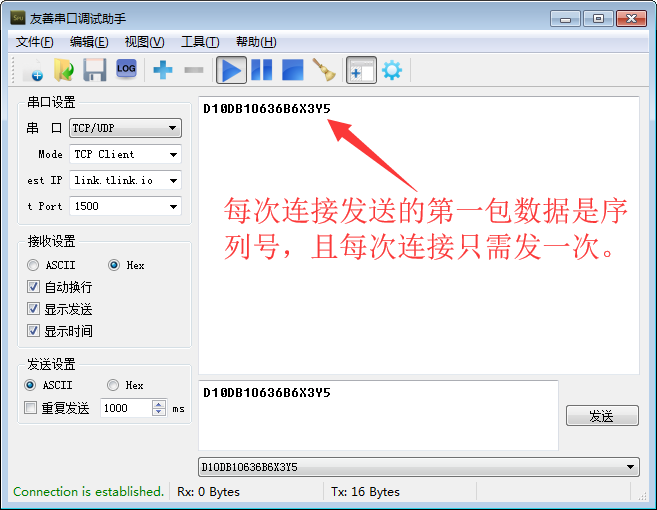 友善串口调试助手
文件(F) 编辑(E) 视图(V) 工具(T) 帮助(H)
LOG
串口设置
串 口 TCP/UDP
Mode TCP Client
est IP link.tlink.io
t Port 1500
接收设置
ASCII Hex
自动换行
显示发送
显示时间
发送设置
ASCII Hex
重复发送 1000 ms
D10DB10636B6X3Y5
每次连接发送的第一包数据是序
列号，且每次连接只需发一次。
D10DB10636B6X3Y5
发送
D10DB10636B6X3Y5
Connection is established. Rx: 0 Bytes Tx: 16 Bytes